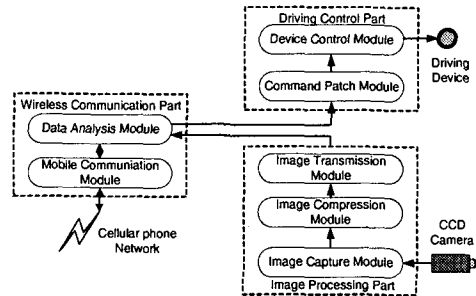 Driving Control Part
Device Control Module
Driving
Device
Command Patch Module
Wireless Communication Part
Data Analysis Module
Mobile Communiation
Module
Cellular phone
Network
Image Transmission
Module
Image Compression
Module
CCD
Camera
Image Capture Module
Image Processing Part